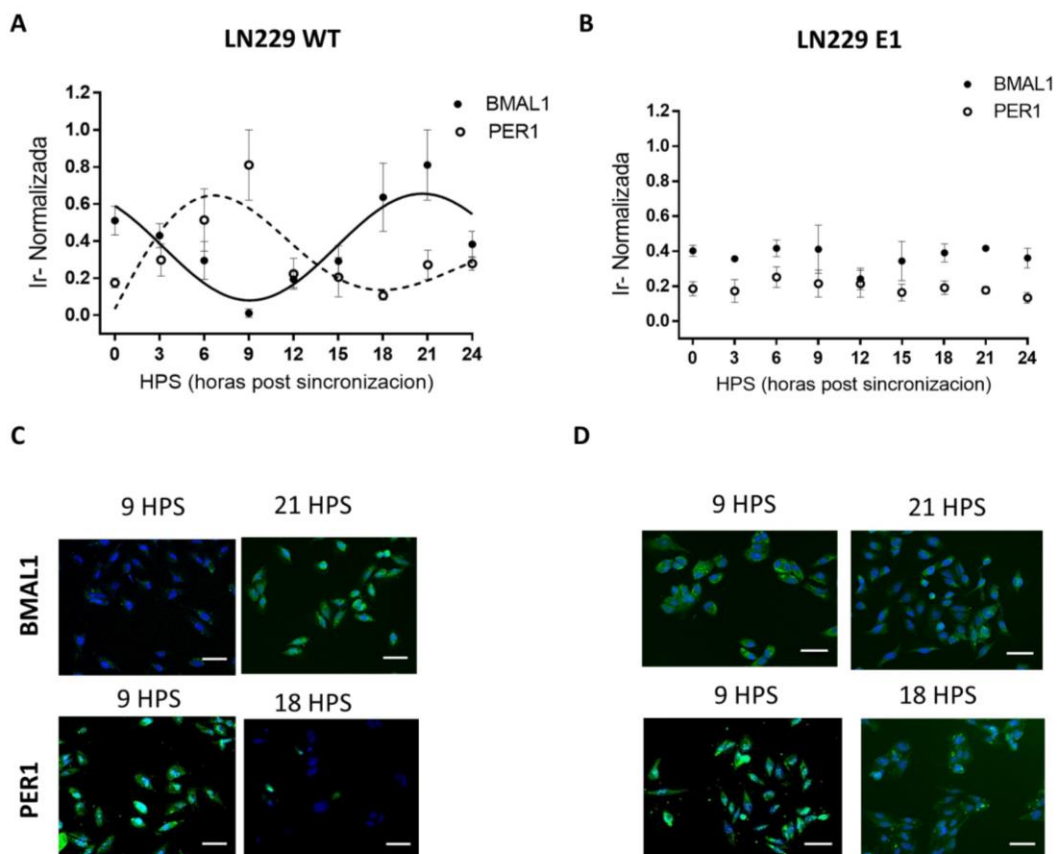 A
LN229 WT
BMAL1
PER1
Ir- Normalizada
1.2
1.0
0.8
0.6
0.4
0.2
0.0
0 3 6 9 12 15 18 21 24
HPS (horas post sincronizacion)
B
LN229 E1
BMAL1
PER1
Ir- Normalizada
1.2
1.0
0.8
0.6
0.4
0.2
0.0
0 3 6 9 12 15 18 21 24
HPS (horas post sincronizacion)
C
9 HPS 21 HPS
BMAL1
9 HPS 18 HPS
PER1
D
9 HPS 21 HPS
9 HPS 18 HPS